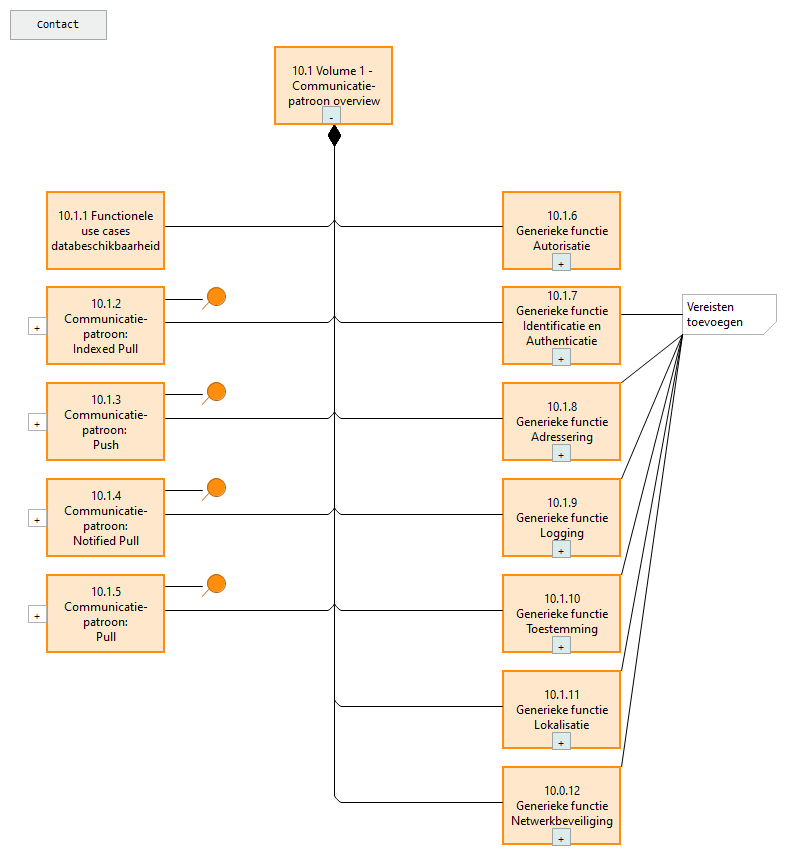 Contact
10.1 Volume 1 -
Communicatie-
patroon overview
-
10.1.1 Functionele
use cases
databeschikbaarheid
10.1.2
Communicatie-
patroon:
Indexed Pull
+
10.1.3
Communicatie-
patroon:
Push
+
10.1.4
Communicatie-
patroon:
Notified Pull
+
10.1.5
Communicatie-
patroon:
Pull
+
10.1.6
Generieke functie
Autorisatie
+
10.1.7
Generieke functie
Identificatie en
Authenticatie
+
10.1.8
Generieke functie
Adressering
+
10.1.9
Generieke functie
Logging
+
10.1.10
Generieke functie
Toestemming
+
10.1.11
Generieke functie
Lokalisatie
+
10.0.12
Generieke functie
Netwerkbeveiliging
+
Vereisten
toevoegen